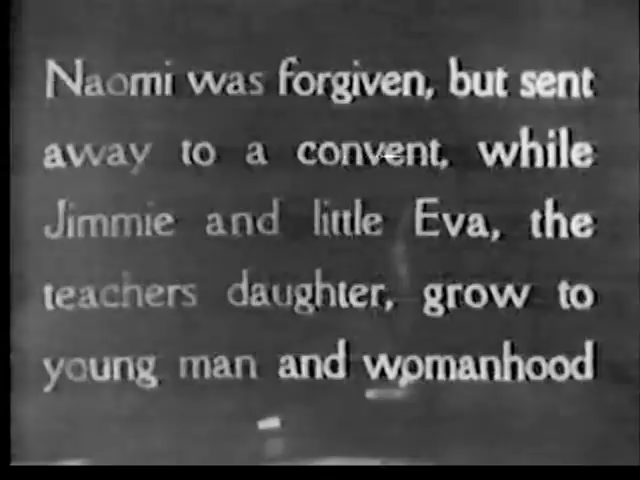 Naomi was forgiven, but sent
away to a convent, while
Jimmie and little Eva, the
teachers daughter, grow to
young man and womanhood